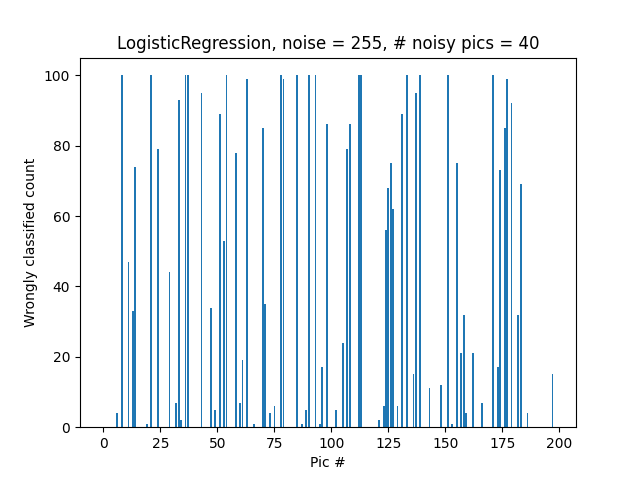 LogisticRegression, noise = 255, # noisy pics = 40
Wrongly classified count
100
80
60
40
20
0
0 25 50 75 100 125 150 175 200
Pic #